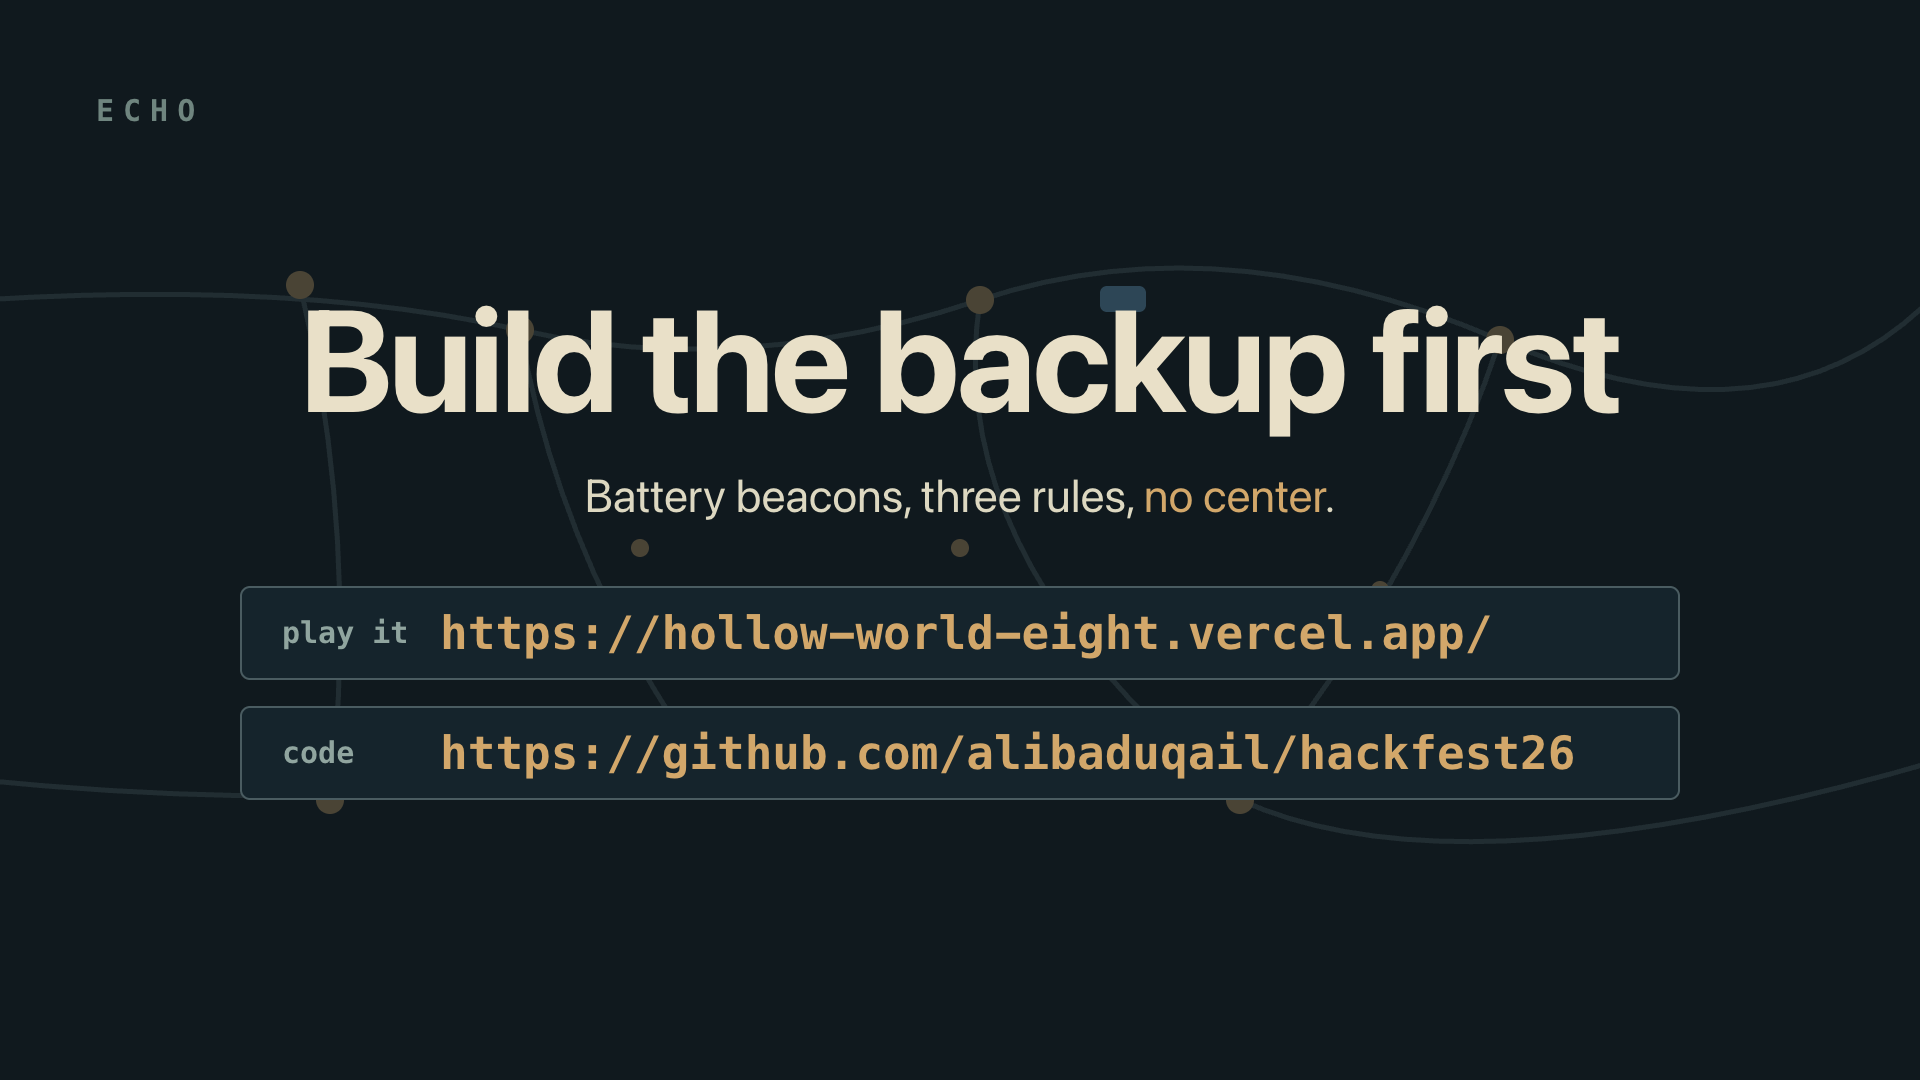 ECHO
Build the backup first
Battery beacons, three rules, no center.
play it https://hollow-world-eight.vercel.app/
code https://github.com/alibaduqail/hackfest26